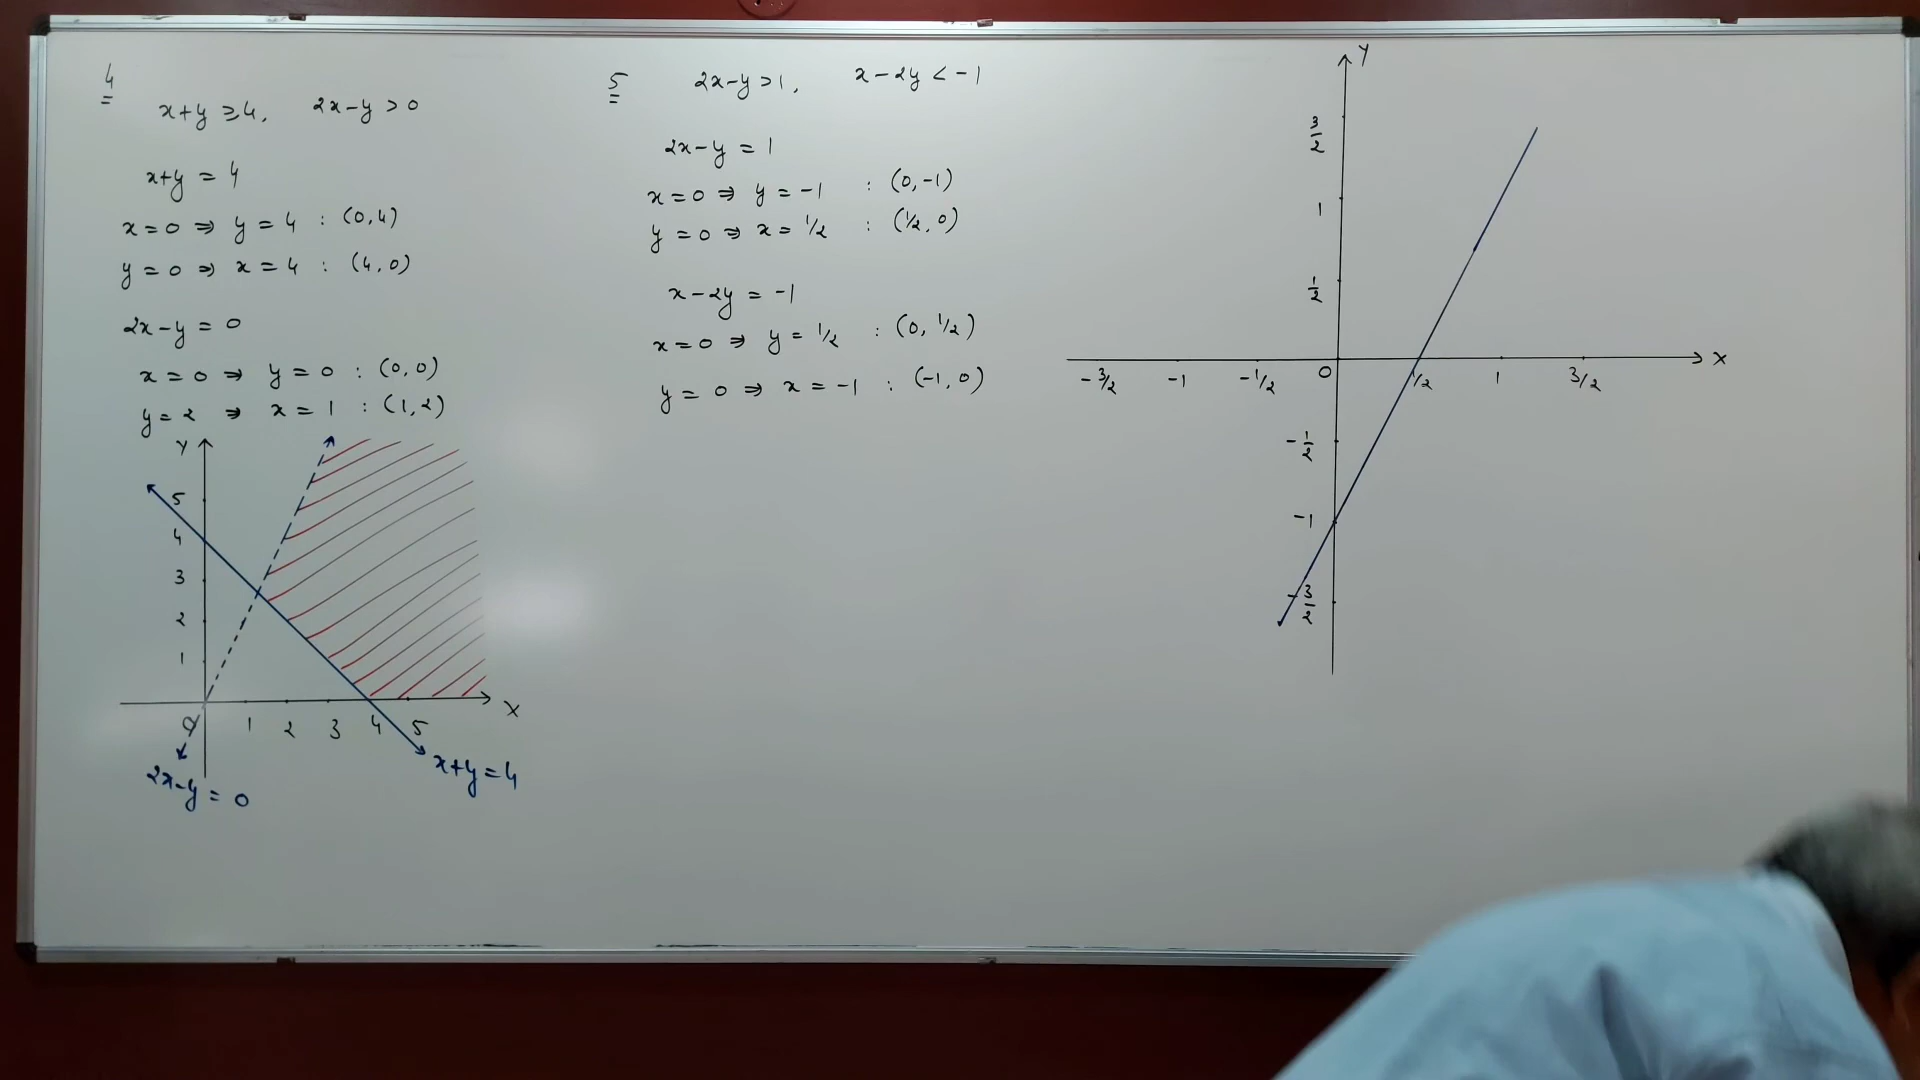 4
x+y ≥ 4, 2x-y > 0
x+y = 4
x=0 ⇒ y = 4 : (0,4)
y=0 ⇒ x = 4 : (4,0)
2x-y = 0
x=0 ⇒ y=0 : (0,0)
y=2 ⇒ x = 1 : (1,2)
Y
5
4
3
2
1
0 1 2 3 4 5 X
2x-y = 0
x+y=4
5
2x-y > 1, x-2y < -1
2x-y = 1
x=0 ⇒ y = -1 : (0,-1)
y=0 ⇒ x = 1/2 : (1/2, 0)
x-2y = -1
x=0 ⇒ y = 1/2 : (0, 1/2)
y=0 ⇒ x = -1 : (-1, 0)
Y
3/2
1
1/2
-3/2 -1 -1/2 0 1/2 1 3/2 X
-1/2
-1
-3/2